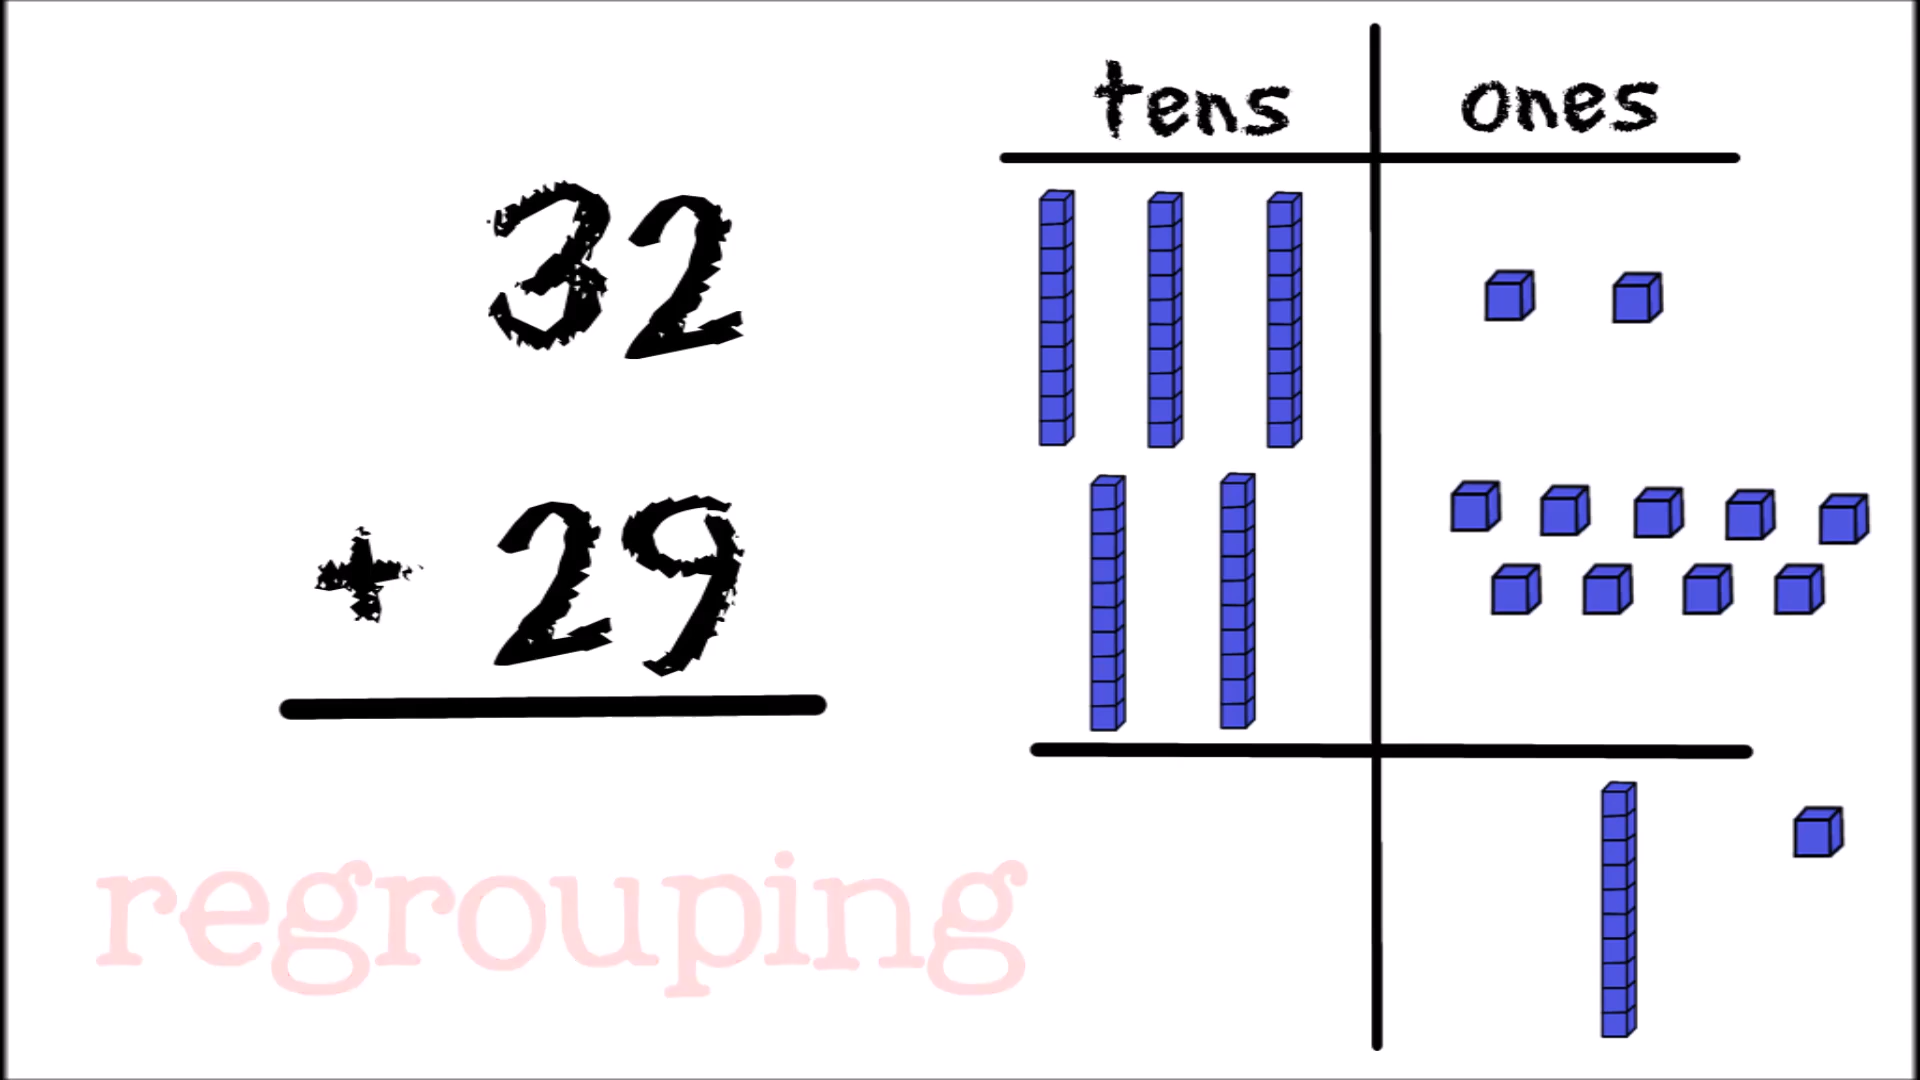 tens ones
32
+ 29
regrouping